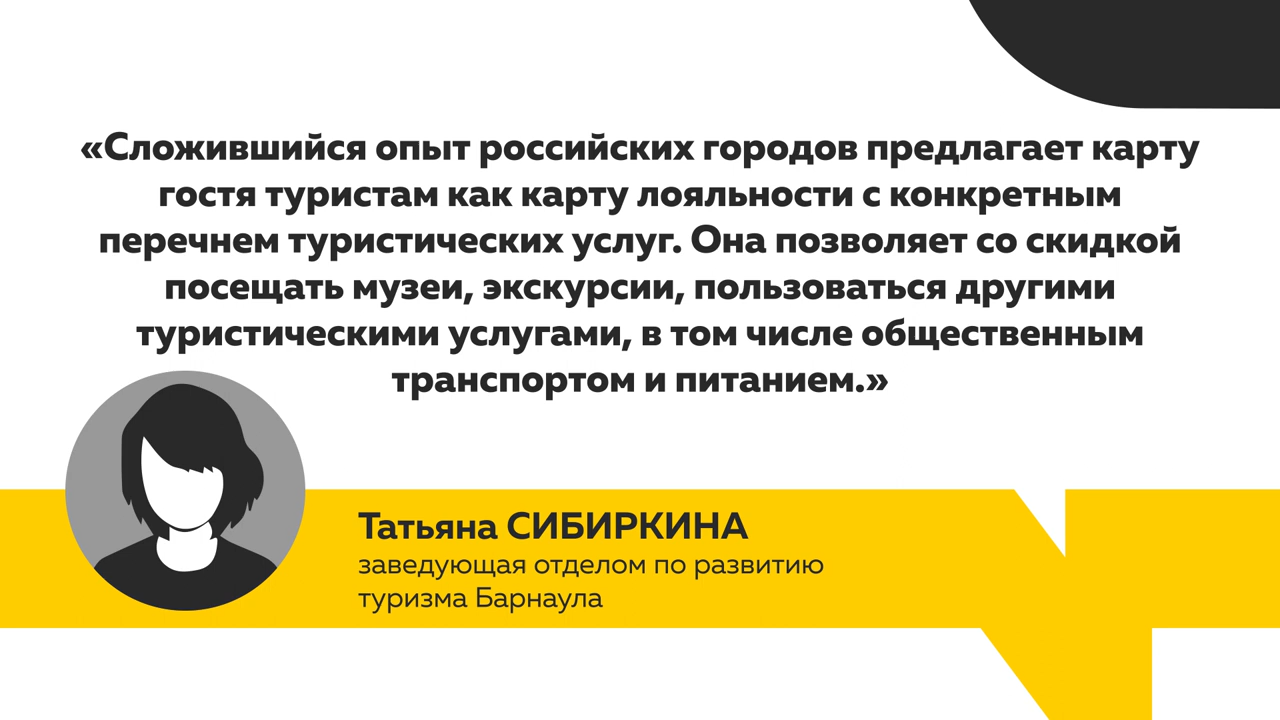 «Сложившийся опыт российских городов предлагает карту
гостя туристам как карту лояльности с конкретным
перечнем туристических услуг. Она позволяет со скидкой
посещать музеи, экскурсии, пользоваться другими
туристическими услугами, в том числе общественным
транспортом и питанием.»
Татьяна СИБИРКИНА
заведующая отделом по развитию
туризма Барнаула